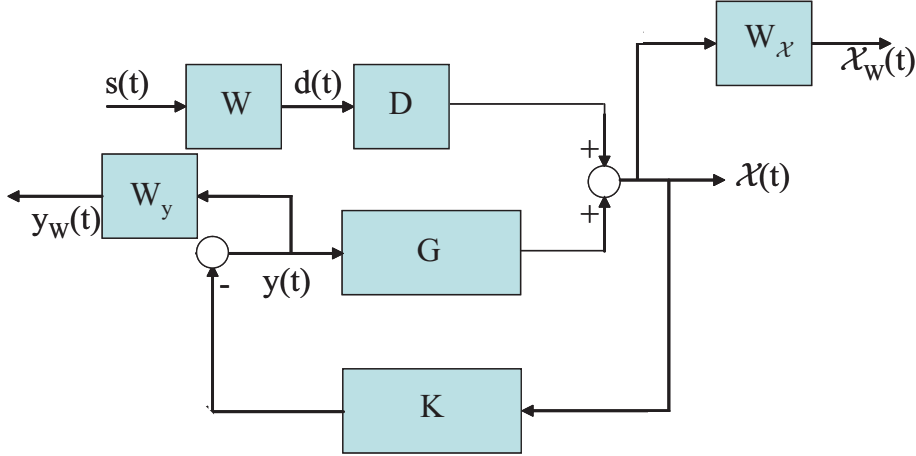 W𝓍
𝓍w(t)
s(t)
W
d(t)
D
+
Wy
yw(t)
𝓍(t)
+
G
-
y(t)
K